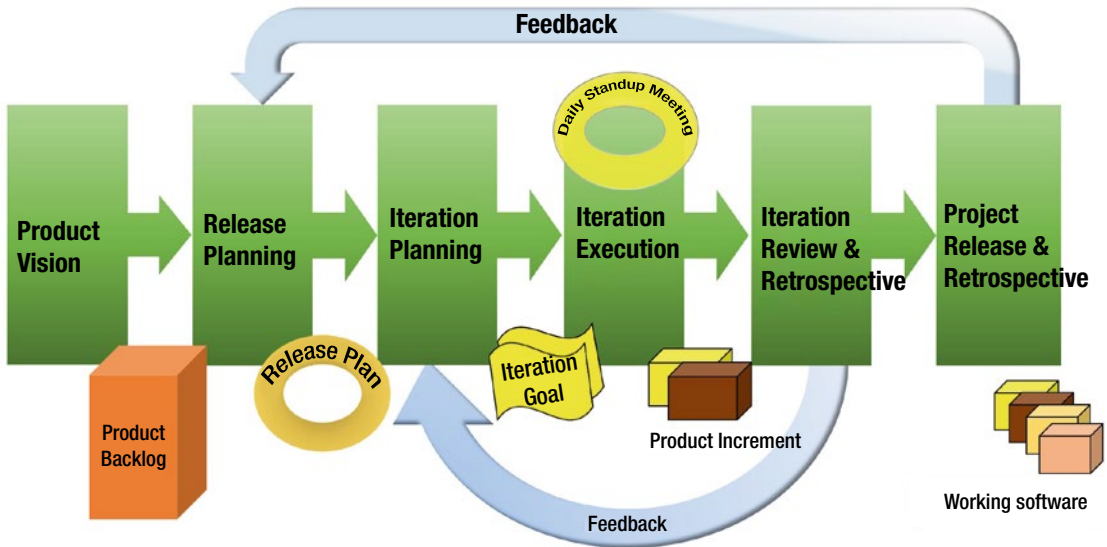 Feedback
Daily Standup Meeting
Product
Vision
Release
Planning
Iteration
Planning
Iteration
Execution
Iteration
Review &
Retrospective
Project
Release &
Retrospective
Product
Backlog
Release Plan
Iteration
Goal
Product Increment
Working software
Feedback